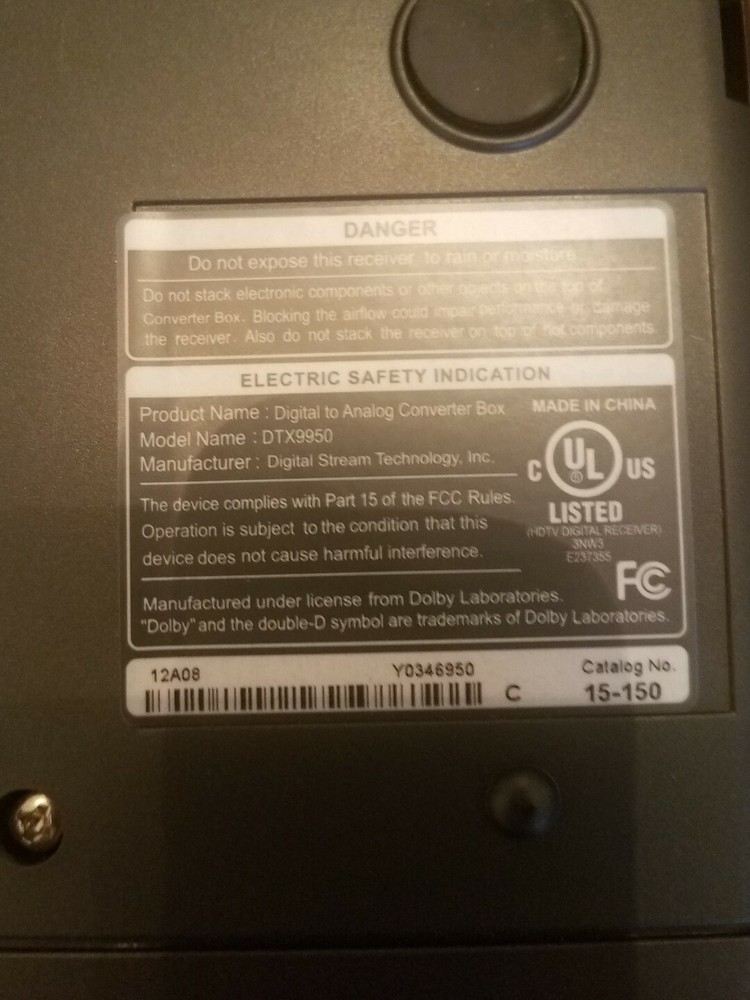 DANGER
Do not expose this receiver to rain or moisture.
Do not stack electronic components or other objects on the top of
Converter Box. Blocking the airflow could impair performance or damage
the receiver. Also do not stack the receiver on top of hot components.
ELECTRIC SAFETY INDICATION
Product Name : Digital to Analog Converter Box
MADE IN CHINA
Model Name : DTX9950
Manufacturer : Digital Stream Technology, Inc.
C UL US
®
LISTED
(HDTV DIGITAL RECEIVER)
3NW3
E237355
The device complies with Part 15 of the FCC Rules.
Operation is subject to the condition that this
device does not cause harmful interference.
FC
Manufactured under license from Dolby Laboratories.
"Dolby" and the double-D symbol are trademarks of Dolby Laboratories.
12A08 Y0346950 Catalog No.
C 15-150